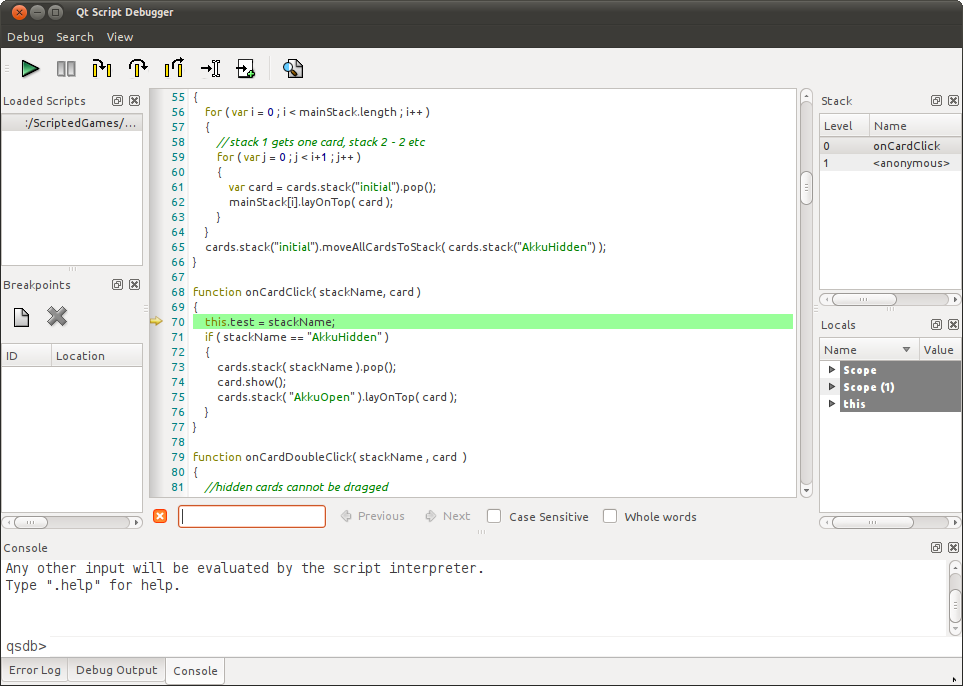 Qt Script Debugger
Debug Search View
Loaded Scripts
:/ScriptedGames/...
Breakpoints
ID Location
55 {
56 for ( var i = 0 ; i < mainStack.length ; i++ )
57 {
58 //stack 1 gets one card, stack 2 - 2 etc
59 for ( var j = 0 ; j < i+1 ; j++ )
60 {
61 var card = cards.stack("initial").pop();
62 mainStack[i].layOnTop( card );
63 }
64 }
65 cards.stack("initial").moveAllCardsToStack( cards.stack("AkkuHidden") );
66 }
67
68 function onCardClick( stackName, card )
69 {
70 this.test = stackName;
71 if ( stackName == "AkkuHidden" )
72 {
73 cards.stack( stackName ).pop();
74 card.show();
75 cards.stack( "AkkuOpen" ).layOnTop( card );
76 }
77 }
78
79 function onCardDoubleClick( stackName , card )
80 {
81 //hidden cards cannot be dragged
Previous Next Case Sensitive Whole words
Stack
Level Name
0 onCardClick
1 <anonymous>
Locals
Name Value
Scope
Scope (1)
this
Console
Any other input will be evaluated by the script interpreter.
Type ".help" for help.
qsdb>
Error Log Debug Output Console